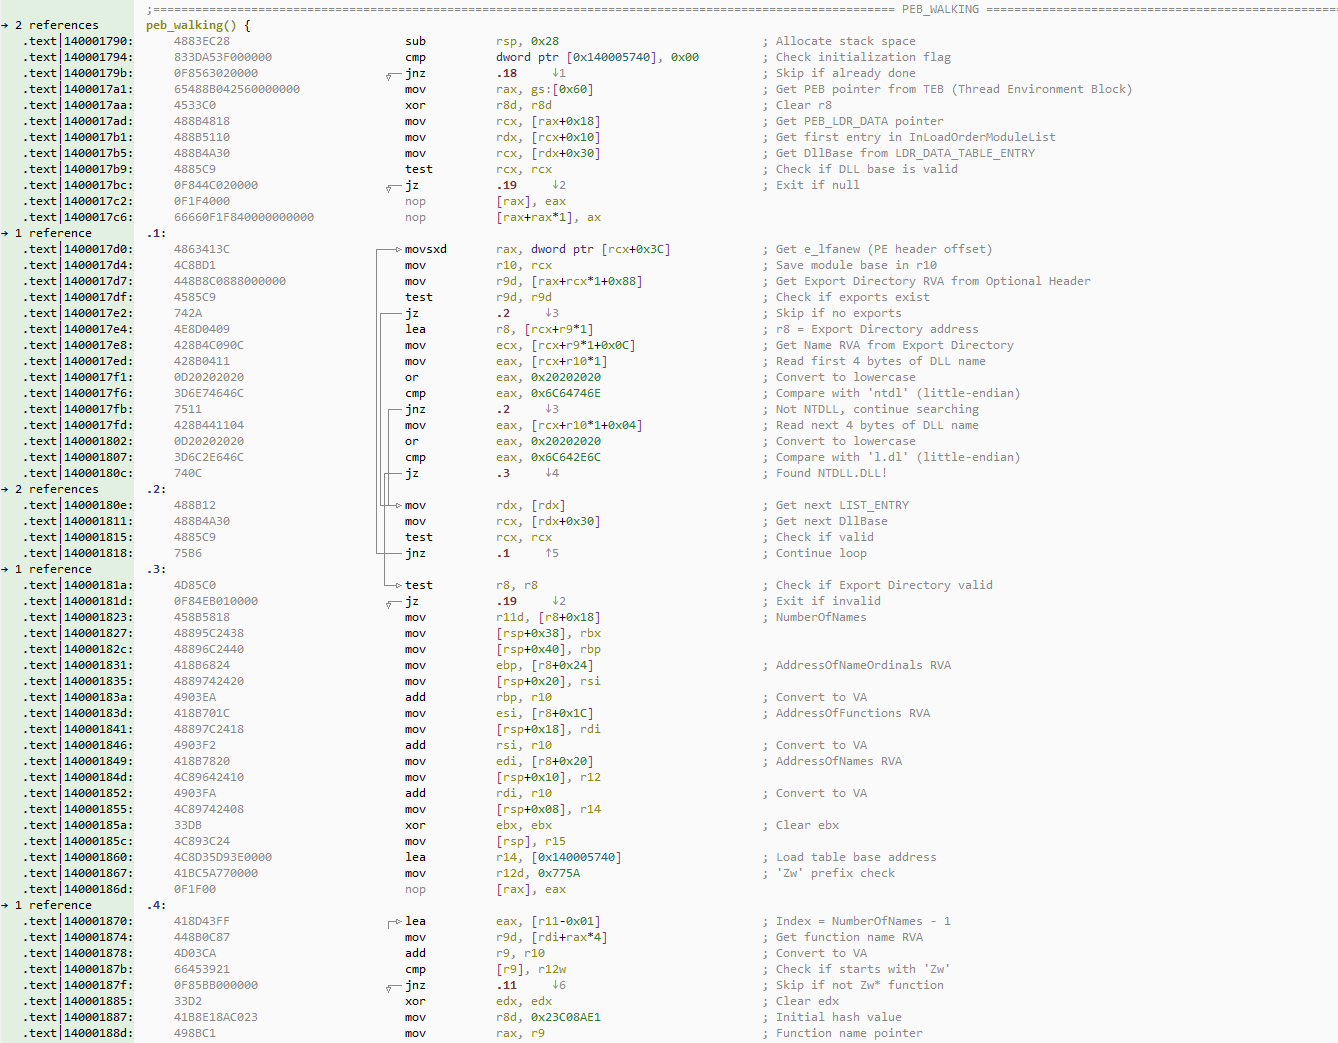 ;================ PEB_WALKING ================
→ 2 references peb_walking() {
.text|140001790: 4883EC28 sub rsp, 0x28 ; Allocate stack space
.text|140001794: 833DA53F000000 cmp dword ptr [0x140005740], 0x00 ; Check initialization flag
.text|14000179b: 0F8563020000 jnz .18 ↓1 ; Skip if already done
.text|1400017a1: 65488B042560000000 mov rax, gs:[0x60] ; Get PEB pointer from TEB (Thread Environment Block)
.text|1400017aa: 4533C0 xor r8d, r8d ; Clear r8
.text|1400017ad: 488B4818 mov rcx, [rax+0x18] ; Get PEB_LDR_DATA pointer
.text|1400017b1: 488B5110 mov rdx, [rcx+0x10] ; Get first entry in InLoadOrderModuleList
.text|1400017b5: 488B4A30 mov rcx, [rdx+0x30] ; Get DllBase from LDR_DATA_TABLE_ENTRY
.text|1400017b9: 4885C9 test rcx, rcx ; Check if DLL base is valid
.text|1400017bc: 0F844C020000 jz .19 ↓2 ; Exit if null
.text|1400017c2: 0F1F4000 nop [rax], eax
.text|1400017c6: 66660F1F840000000000 nop [rax+rax*1], ax
→ 1 reference .1:
.text|1400017d0: 4863413C movsxd rax, dword ptr [rcx+0x3C] ; Get e_lfanew (PE header offset)
.text|1400017d4: 4C8BD1 mov r10, rcx ; Save module base in r10
.text|1400017d7: 448B8C0888000000 mov r9d, [rax+rcx*1+0x88] ; Get Export Directory RVA from Optional Header
.text|1400017df: 4585C9 test r9d, r9d ; Check if exports exist
.text|1400017e2: 742A jz .2 ↓3 ; Skip if no exports
.text|1400017e4: 4E8D0409 lea r8, [rcx+r9*1] ; r8 = Export Directory address
.text|1400017e8: 428B4C090C mov ecx, [rcx+r9*1+0x0C] ; Get Name RVA from Export Directory
.text|1400017ed: 428B0411 mov eax, [rcx+r10*1] ; Read first 4 bytes of DLL name
.text|1400017f1: 0D20202020 or eax, 0x20202020 ; Convert to lowercase
.text|1400017f6: 3D6E74646C cmp eax, 0x6C64746E ; Compare with 'ntdl' (little-endian)
.text|1400017fb: 7511 jnz .2 ↓3 ; Not NTDLL, continue searching
.text|1400017fd: 428B441104 mov eax, [rcx+r10*1+0x04] ; Read next 4 bytes of DLL name
.text|140001802: 0D20202020 or eax, 0x20202020 ; Convert to lowercase
.text|140001807: 3D6C2E646C cmp eax, 0x6C642E6C ; Compare with 'l.dl' (little-endian)
.text|14000180c: 740C jz .3 ↓4 ; Found NTDLL.DLL!
→ 2 references .2:
.text|14000180e: 488B12 mov rdx, [rdx] ; Get next LIST_ENTRY
.text|140001811: 488B4A30 mov rcx, [rdx+0x30] ; Get next DllBase
.text|140001815: 4885C9 test rcx, rcx ; Check if valid
.text|140001818: 75B6 jnz .1 ↑5 ; Continue loop
→ 1 reference .3:
.text|14000181a: 4D85C0 test r8, r8 ; Check if Export Directory valid
.text|14000181d: 0F84EB010000 jz .19 ↓2 ; Exit if invalid
.text|140001823: 458B5818 mov r11d, [r8+0x18] ; NumberOfNames
.text|140001827: 48895C2438 mov [rsp+0x38], rbx
.text|14000182c: 48896C2440 mov [rsp+0x40], rbp
.text|140001831: 418B6824 mov ebp, [r8+0x24] ; AddressOfNameOrdinals RVA
.text|140001835: 4889742420 mov [rsp+0x20], rsi
.text|14000183a: 4903EA add rbp, r10 ; Convert to VA
.text|14000183d: 418B701C mov esi, [r8+0x1C] ; AddressOfFunctions RVA
.text|140001841: 48897C2418 mov [rsp+0x18], rdi
.text|140001846: 4903F2 add rsi, r10 ; Convert to VA
.text|140001849: 418B7820 mov edi, [r8+0x20] ; AddressOfNames RVA
.text|14000184d: 4C89642410 mov [rsp+0x10], r12
.text|140001852: 4903FA add rdi, r10 ; Convert to VA
.text|140001855: 4C89742408 mov [rsp+0x08], r14
.text|14000185a: 33DB xor ebx, ebx ; Clear ebx
.text|14000185c: 4C893C24 mov [rsp], r15
.text|140001860: 4C8D35D93E0000 lea r14, [0x140005740] ; Load table base address
.text|140001867: 41BC5A770000 mov r12d, 0x775A ; 'Zw' prefix check
.text|14000186d: 0F1F00 nop [rax], eax
→ 1 reference .4:
.text|140001870: 418D43FF lea eax, [r11-0x01] ; Index = NumberOfNames - 1
.text|140001874: 448B0C87 mov r9d, [rdi+rax*4] ; Get function name RVA
.text|140001878: 4D03CA add r9, r10 ; Convert to VA
.text|14000187b: 66453921 cmp [r9], r12w ; Check if starts with 'Zw'
.text|14000187f: 0F85BB000000 jnz .11 ↓6 ; Skip if not Zw* function
.text|140001885: 33D2 xor edx, edx ; Clear edx
.text|140001887: 41B8E18AC023 mov r8d, 0x23C08AE1 ; Initial hash value
.text|14000188d: 498BC1 mov rax, r9 ; Function name pointer